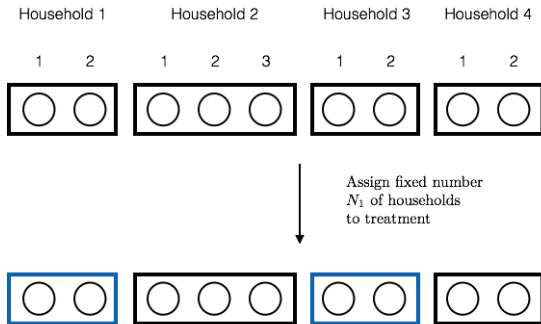 Household 1 Household 2 Household 3 Household 4
1 2 1 2 3 1 2 1 2
Assign fixed number
N₁ of households
to treatment